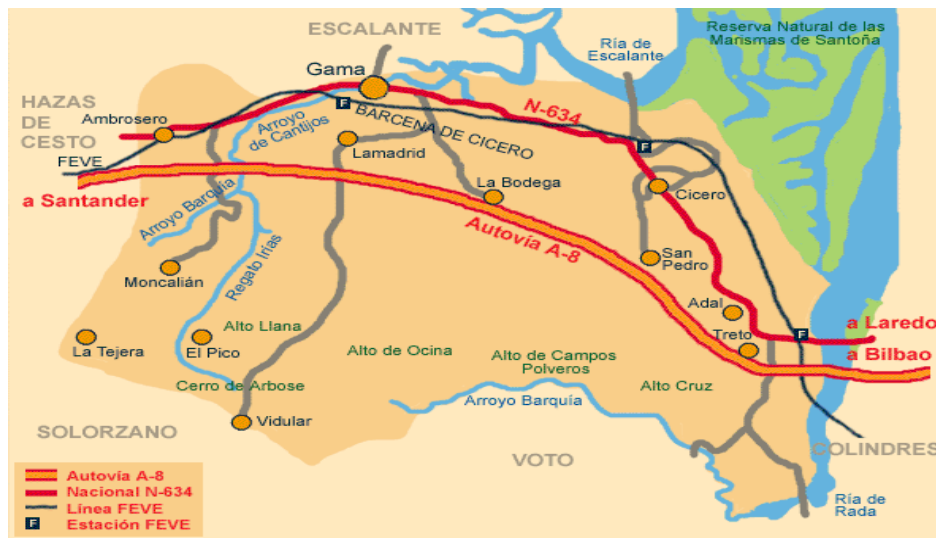 ESCALANTE
Reserva Natural de las
Marismas de Santoña
Ría de
Escalante
Gama
HAZAS
DE
CESTO
Ambrosero
F
N-634
BARCENA DE CICERO
Arroyo
de Cantijos
Lamadrid
F
FEVE
La Bodega
Cicero
a Santander
Arroyo Barquía
Autovía A-8
San
Pedro
Regato Irías
Moncalián
Adal
a Laredo
Treto
F
La Tejera
El Pico
Alto Llana
Alto de Ocina
Alto de Campos
Polveros
a Bilbao
Cerro de Arbose
Alto Cruz
Arroyo Barquía
Vidular
SOLORZANO
VOTO
COLINDRES
Autovía A-8
Nacional N-634
Línea FEVE
F Estación FEVE
Ría de
Rada